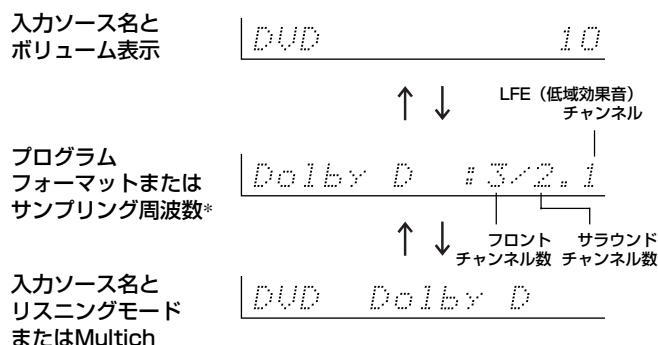 入力ソース名と
ボリューム表示
DVD 10
↑ ↓
LFE（低域効果音）
チャンネル
プログラム
フォーマットまたは
サンプリング周波数*
Dolby D :3/2.1
↑ ↓
フロント
チャンネル数
サラウンド
チャンネル数
入力ソース名と
リスニングモード
またはMultich
DVD Dolby D